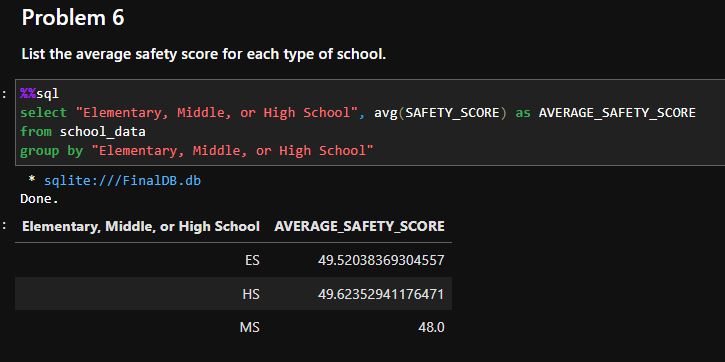 Problem 6
List the average safety score for each type of school.
:
%%sql
select "Elementary, Middle, or High School", avg(SAFETY_SCORE) as AVERAGE_SAFETY_SCORE
from school_data
group by "Elementary, Middle, or High School"
* sqlite:///FinalDB.db
Done.
:
Elementary, Middle, or High School AVERAGE_SAFETY_SCORE
ES 49.52038369304557
HS 49.62352941176471
MS 48.0